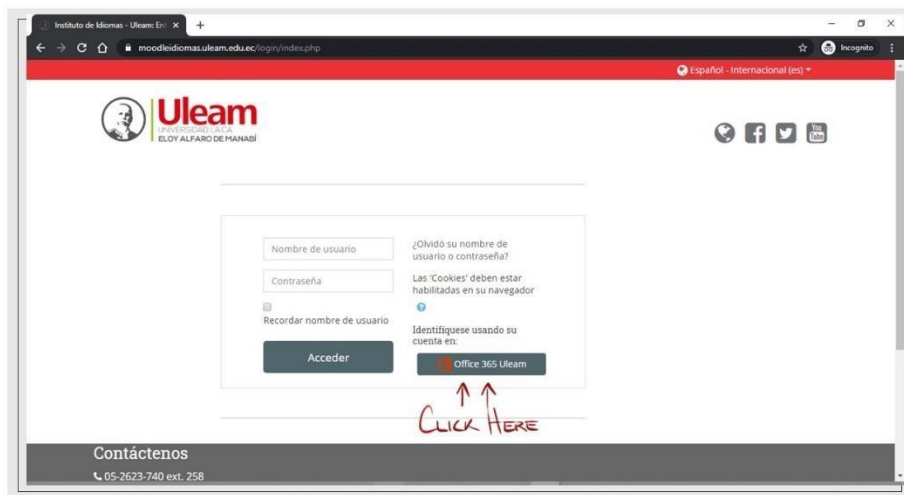 Instituto de Idiomas - Uleam: En
moodleidiomas.uleam.edu.ec/login/index.php
Incognito
Español - Internacional (es)
Uleam
UNIVERSIDAD LAICA
ELOY ALFARO DE MANABÍ
You
Tube
Nombre de usuario
Contraseña
Recordar nombre de usuario
Acceder
¿Olvidó su nombre de
usuario o contraseña?
Las 'Cookies' deben estar
habilitadas en su navegador
Identifíquese usando su
cuenta en:
Office 365 Uleam
CLICK HERE
Contáctenos
05-2623-740 ext. 258